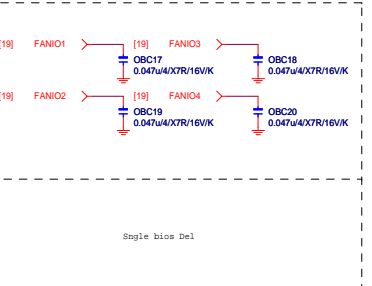 [19] FANIO1 [19] FANIO3
OBC17 OBC18
0.047u/4/X7R/16V/K 0.047u/4/X7R/16V/K
[19] FANIO2 [19] FANIO4
OBC19 OBC20
0.047u/4/X7R/16V/K 0.047u/4/X7R/16V/K
Sngle bios Del